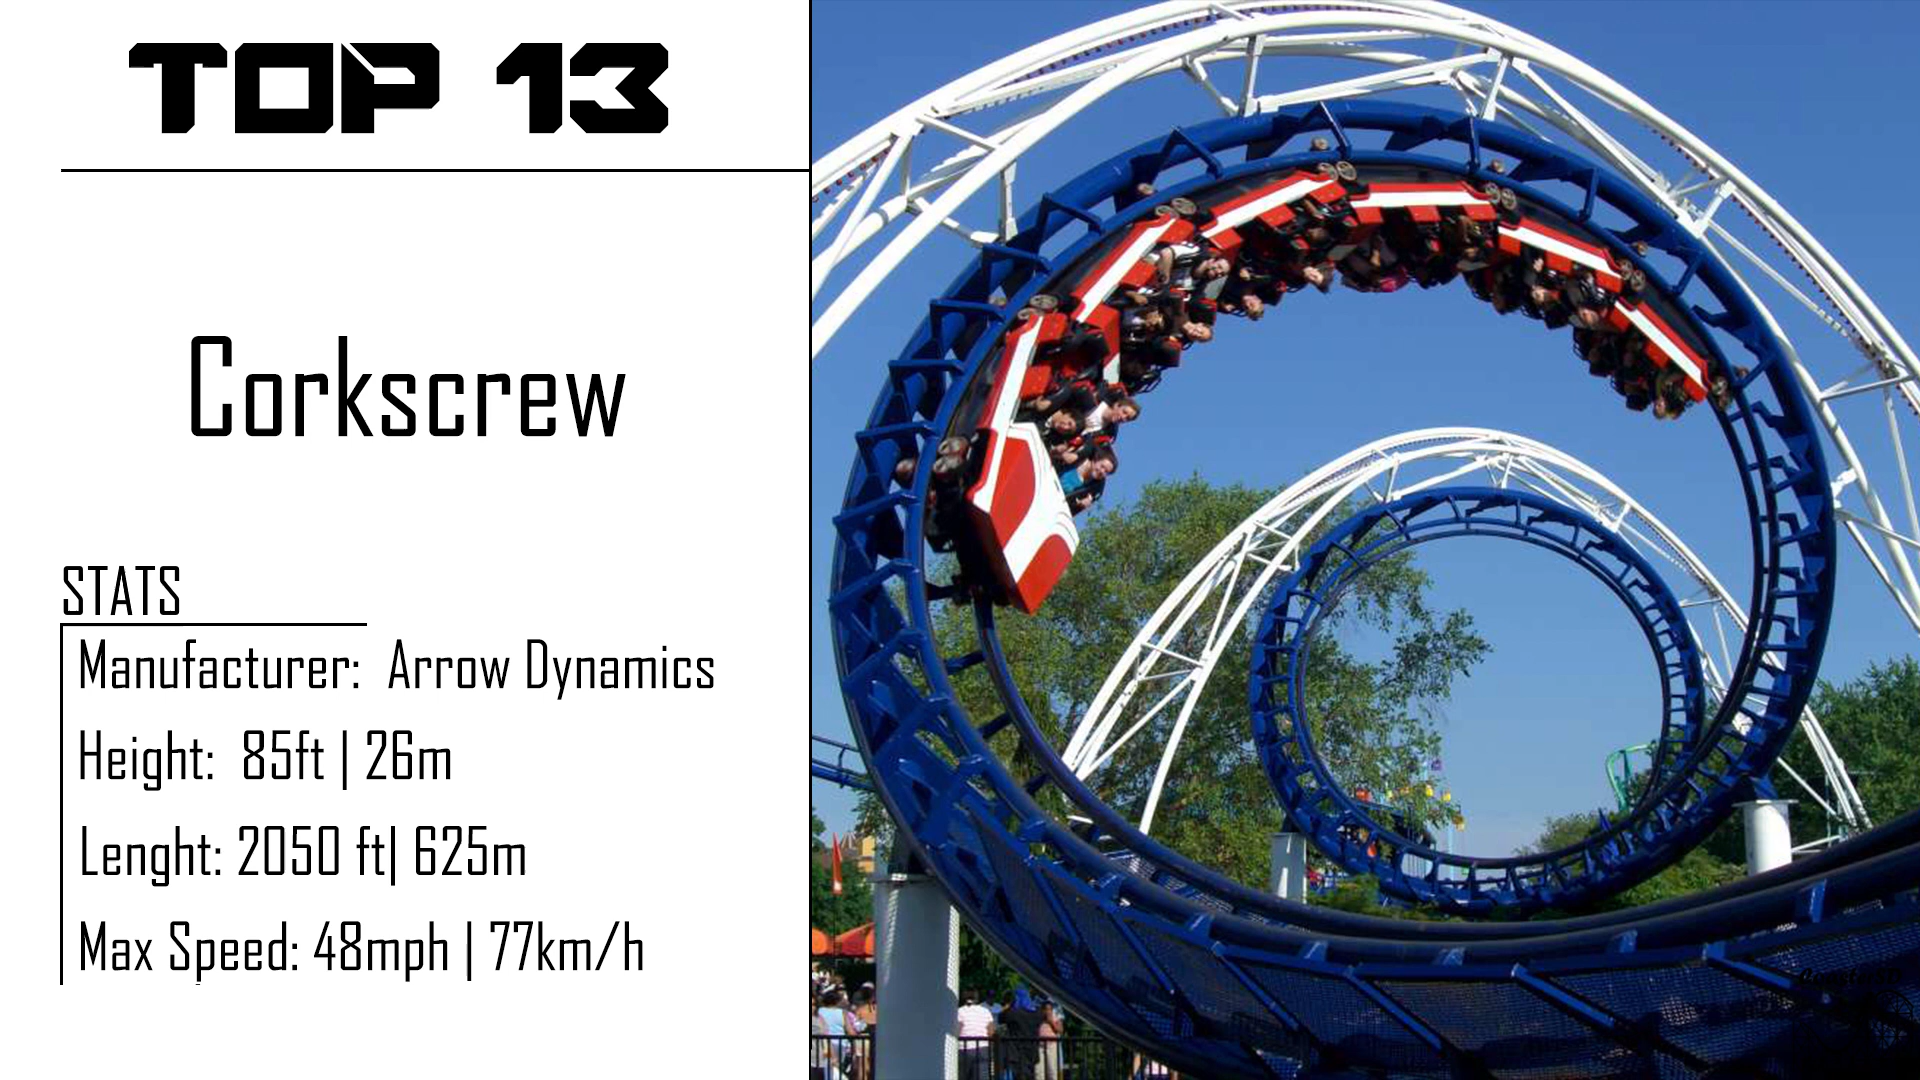 TOP 13
Corkscrew
STATS
Manufacturer: Arrow Dynamics
Height: 85ft | 26m
Lenght: 2050 ft| 625m
Max Speed: 48mph | 77km/h